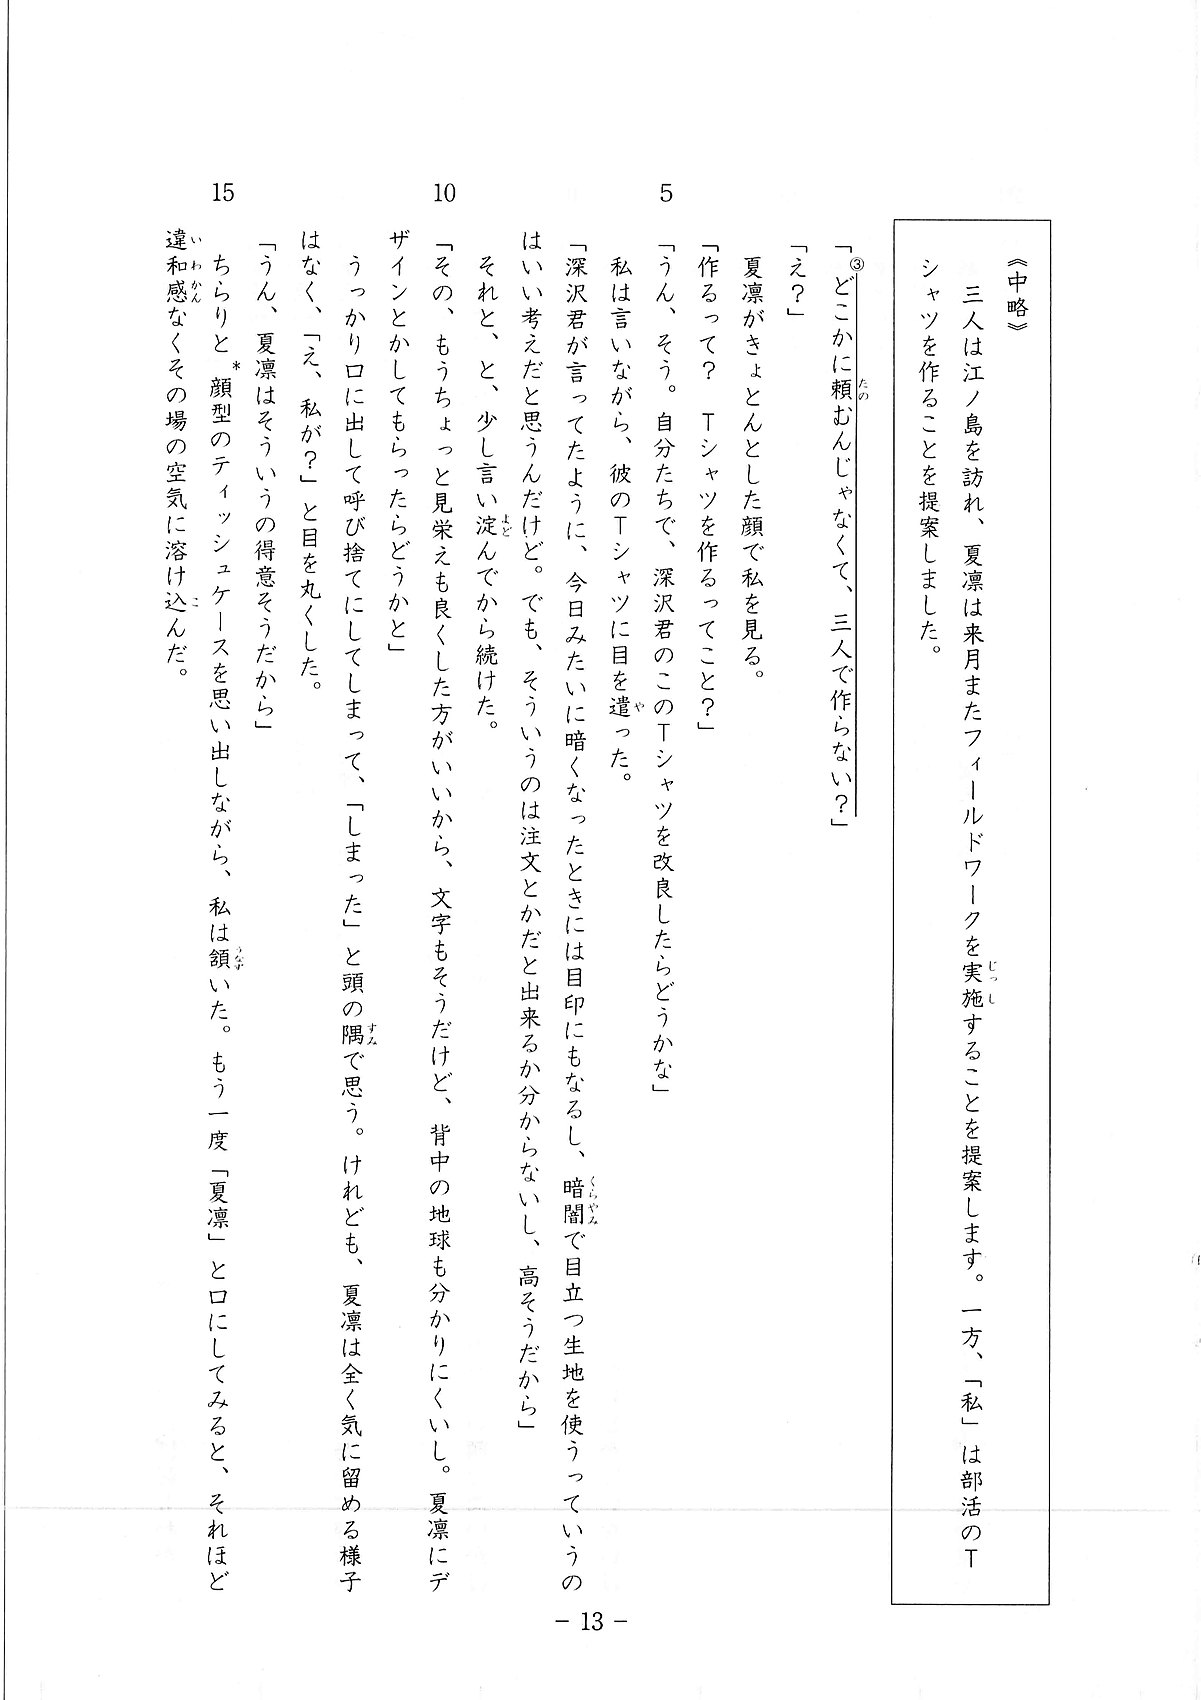 《中略》
三人は江ノ島を訪れ、夏凛は来月またフィールドワークを実施することを提案します。一方、「私」は部活のT
シャツを作ることを提案しました。
「③どこかに頼むんじゃなくて、三人で作らない?」
「え?」
夏凛がきょとんとした顔で私を見る。
「作るって? Tシャツを作るってこと?」
5「うん、そう。自分たちで、深沢君のこのTシャツを改良したらどうかな」
私は言いながら、彼のTシャツに目を遣った。
「深沢君が言ってたように、今日みたいに暗くなったときには目印にもなるし、暗闇で目立つ生地を使うっていうの
はいい考えだと思うんだけど。でも、そういうのは注文とかだと出来るか分からないし、高そうだから」
それと、と、少し言い淀んでから続けた。
10「その、もうちょっと見栄えも良くした方がいいから、文字もそうだけど、背中の地球も分かりにくいし。夏凛にデ
ザインとかしてもらったらどうかと」
うっかり口に出して呼び捨てにしてしまって、「しまった」と頭の隅で思う。けれども、夏凛は全く気に留める様子
はなく、「え、私が?」と目を丸くした。
「うん、夏凛はそういうの得意そうだから」
15ちらりと*顔型のティッシュケースを思い出しながら、私は頷いた。もう一度「夏凛」と口にしてみると、それほど
違和感なくその場の空気に溶け込んだ。
- 13 -